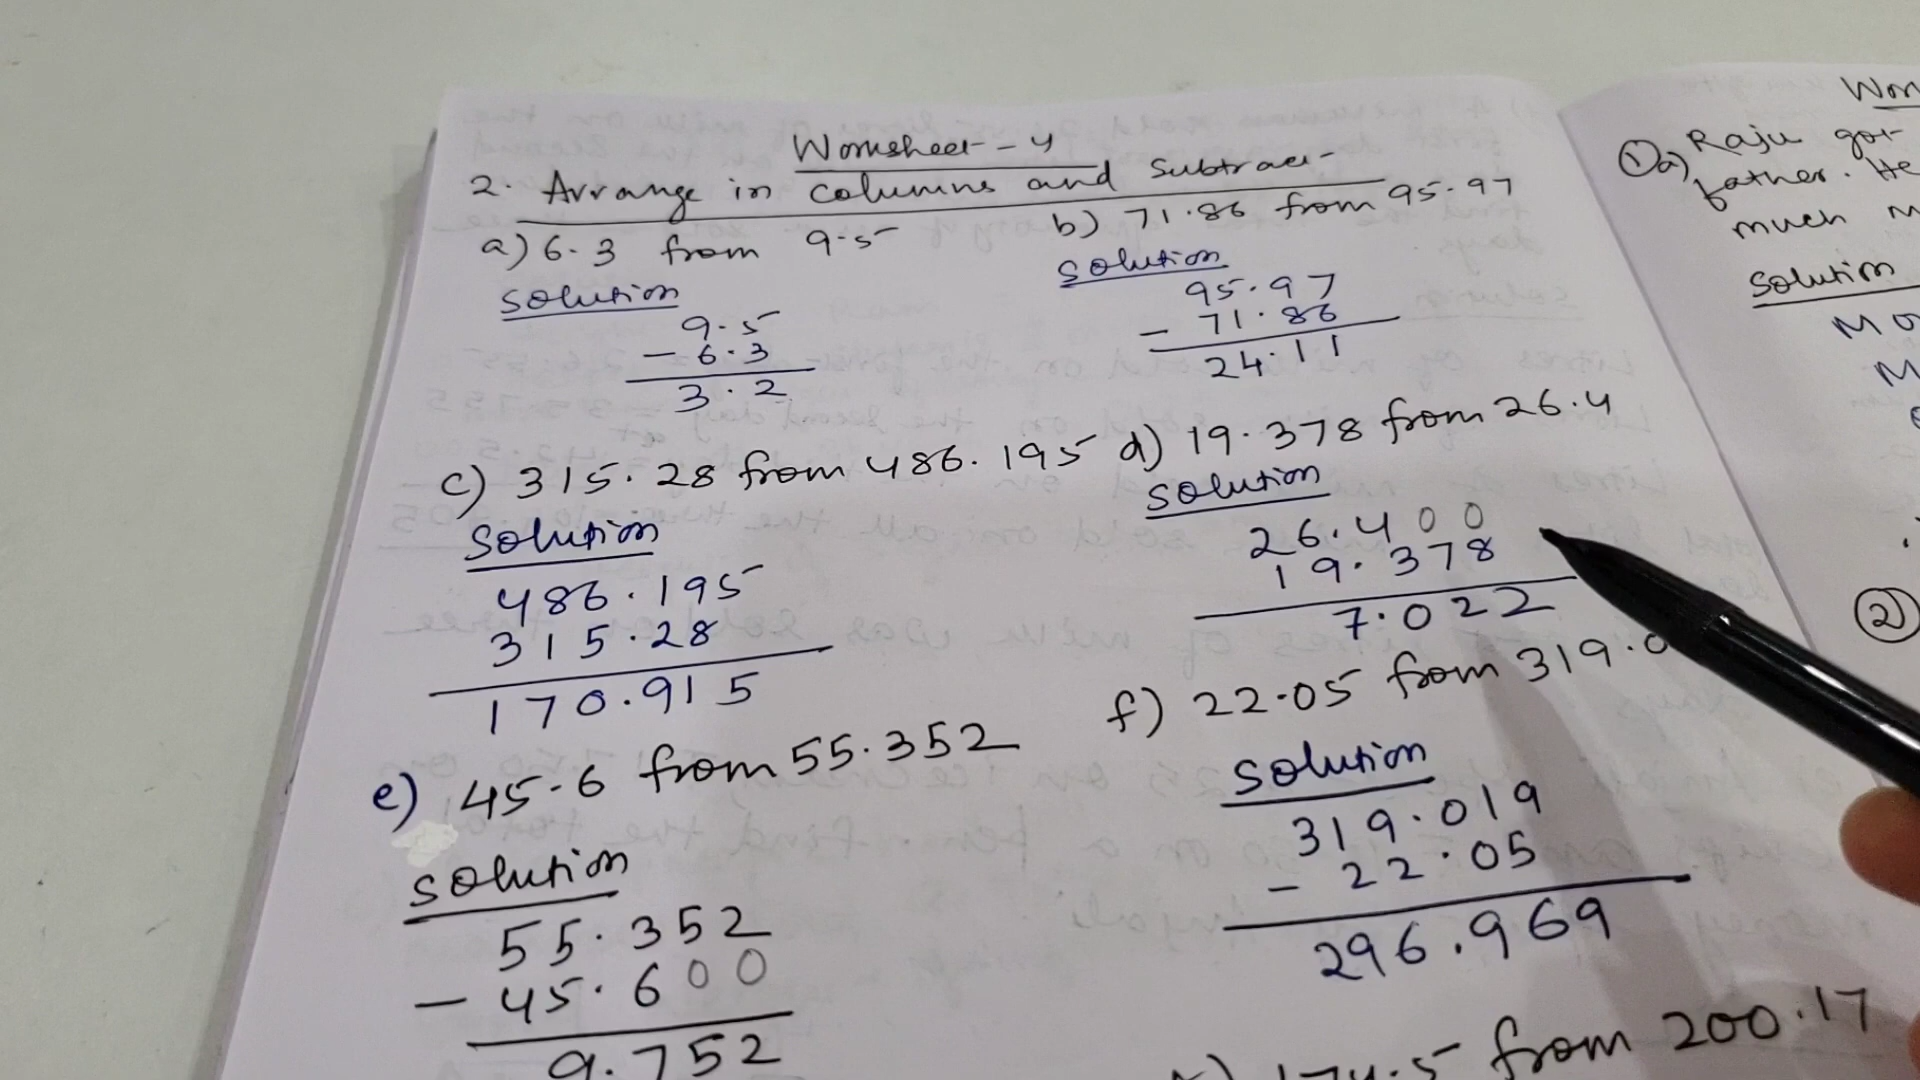 Worksheet - 4
2. Arrange in columns and Subtract
a) 6.3 from 9.5
solution
9.5
- 6.3
3.2
b) 71.86 from 95.97
solution
95.97
- 71.86
24.11
c) 315.28 from 486.195
solution
486.195
315.28
170.915
d) 19.378 from 26.4
solution
26.400
19.378
7.022
e) 45.6 from 55.352
solution
55.352
- 45.600
9.752
f) 22.05 from 319.0
solution
319.019
- 22.05
296.969
from 200.17
① a) Raju got
father. He
much
solution
②